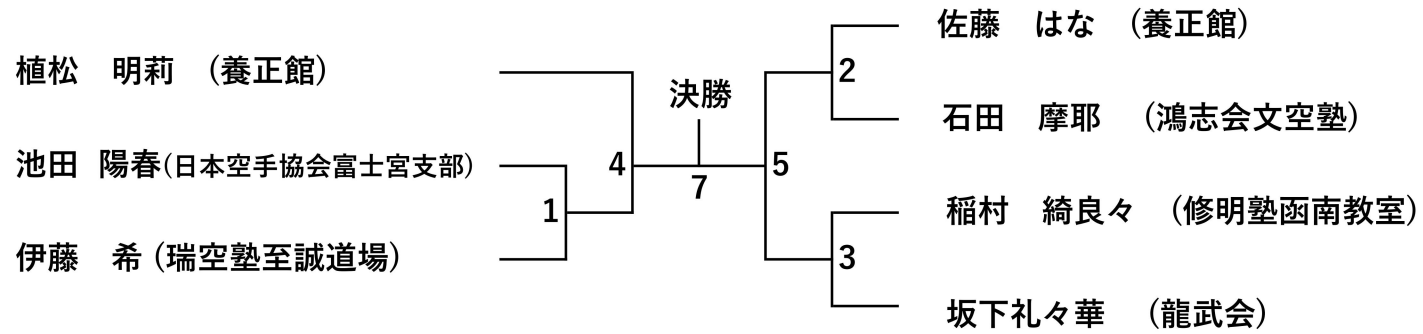 植松　明莉　（養正館）
池田　陽春(日本空手協会富士宮支部)
伊藤　希 (瑞空塾至誠道場)
1
4
決勝
7
5
2
3
佐藤　はな　（養正館）
石田　摩耶　（鴻志会文空塾）
稲村　綺良々　（修明塾函南教室）
坂下礼々華　（龍武会）